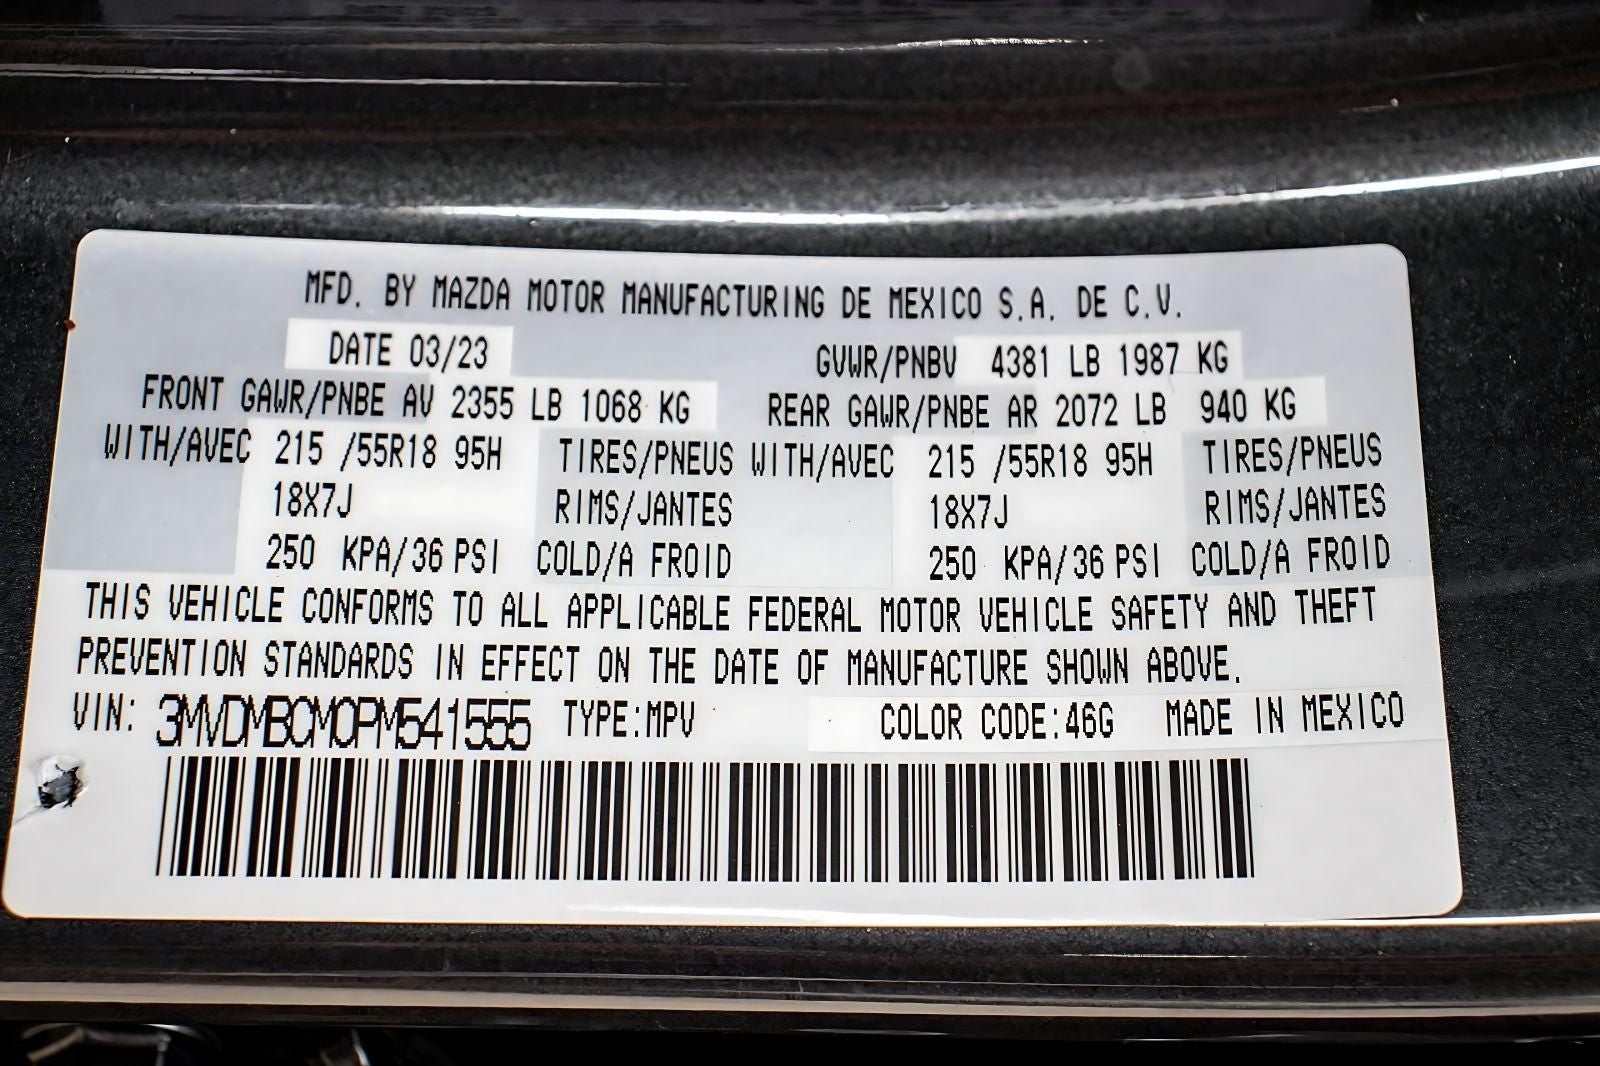 MFD. BY MAZDA MOTOR MANUFACTURING DE MEXICO S.A. DE C.V.
DATE 03/23 GVWR/PNBV 4381 LB 1987 KG
FRONT GAWR/PNBE AV 2355 LB 1068 KG REAR GAWR/PNBE AR 2072 LB 940 KG
WITH/AVEC 215 /55R18 95H TIRES/PNEUS WITH/AVEC 215 /55R18 95H TIRES/PNEUS
18X7J RIMS/JANTES 18X7J RIMS/JANTES
250 KPA/36 PSI COLD/A FROID 250 KPA/36 PSI COLD/A FROID
THIS VEHICLE CONFORMS TO ALL APPLICABLE FEDERAL MOTOR VEHICLE SAFETY AND THEFT
PREVENTION STANDARDS IN EFFECT ON THE DATE OF MANUFACTURE SHOWN ABOVE.
VIN: 3MVDMBCM0PM541555 TYPE:MPV COLOR CODE:46G MADE IN MEXICO